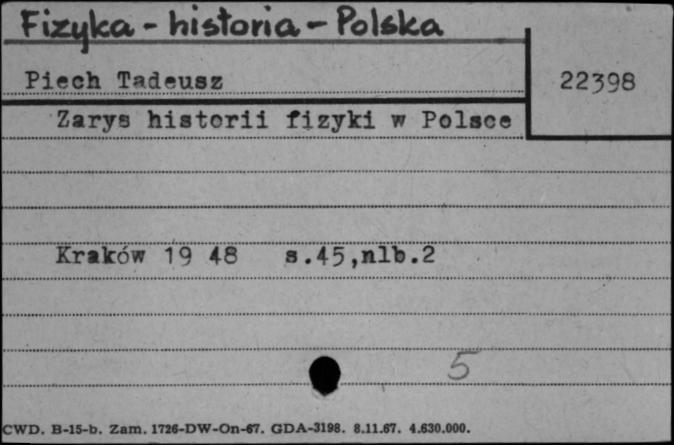 Fizyka - historia - Polska
Piech Tadeusz
22398
Zarys historii fizyki w Polsce
Kraków 19 48 s.45,nlb.2
5
CWD. B-15-b. Zam. 1726-DW-On-67. GDA-3198. 8.11.67. 4.630.000.